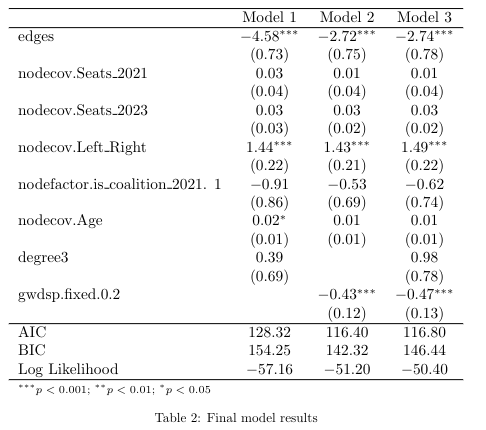 Model 1 Model 2 Model 3
edges −4.58*** −2.72*** −2.74***
(0.73) (0.75) (0.78)
nodecov.Seats_2021 0.03 0.01 0.01
(0.04) (0.04) (0.04)
nodecov.Seats_2023 0.03 0.03 0.03
(0.03) (0.02) (0.02)
nodecov.Left_Right 1.44*** 1.43*** 1.49***
(0.22) (0.21) (0.22)
nodefactor.is_coalition_2021. 1 −0.91 −0.53 −0.62
(0.86) (0.69) (0.74)
nodecov.Age 0.02* 0.01 0.01
(0.01) (0.01) (0.01)
degree3 0.39 0.98
(0.69) (0.78)
gwdsp.fixed.0.2 −0.43*** −0.47***
(0.12) (0.13)
AIC 128.32 116.40 116.80
BIC 154.25 142.32 146.44
Log Likelihood −57.16 −51.20 −50.40
***p < 0.001; **p < 0.01; *p < 0.05
Table 2: Final model results